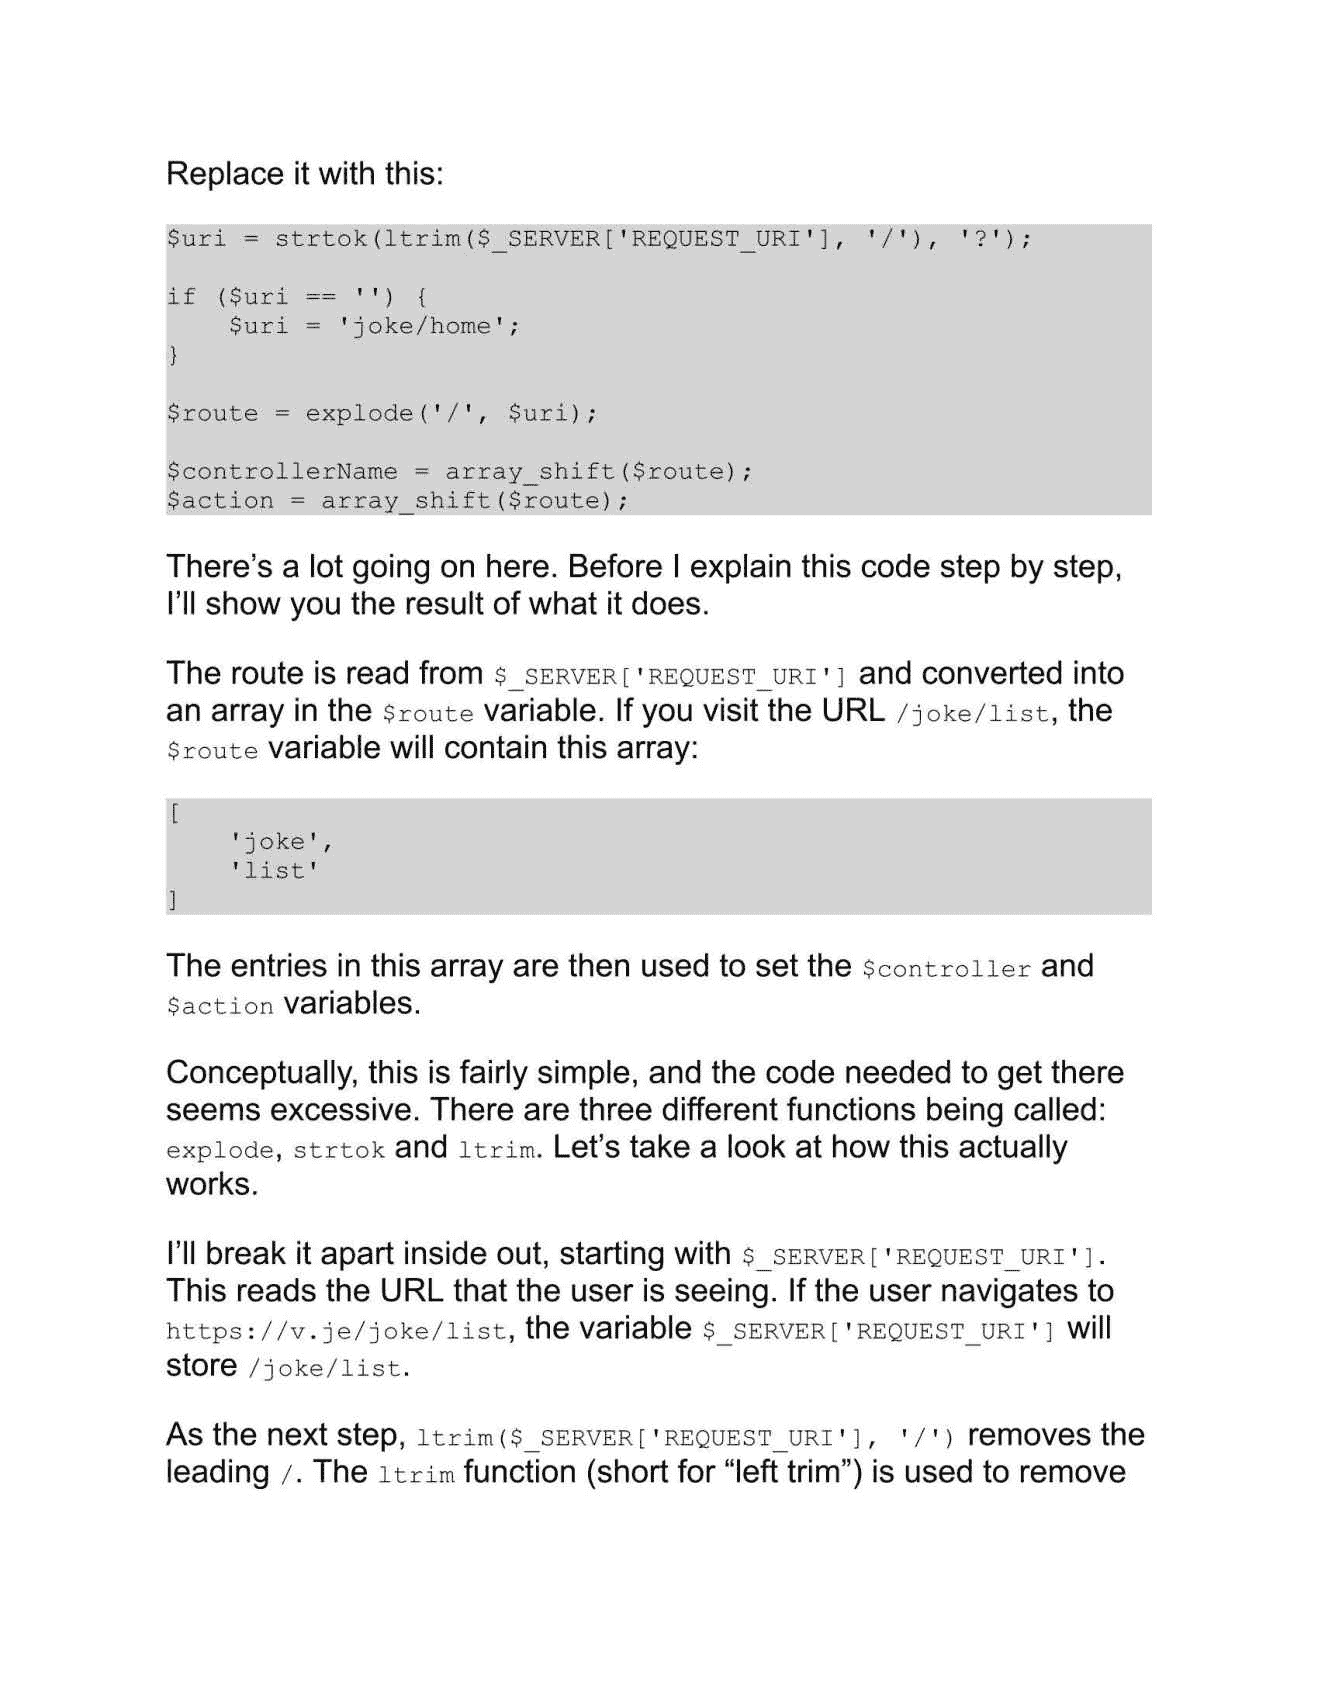 Replace it with this:
$uri = strtok(ltrim($_SERVER['REQUEST_URI'], '/'), '?');
if ($uri == '') {
    $uri = 'joke/home';
}
$route = explode('/', $uri);
$controllerName = array_shift($route);
$action = array_shift($route);
There’s a lot going on here. Before I explain this code step by step,
I’ll show you the result of what it does.
The route is read from $_SERVER['REQUEST_URI'] and converted into
an array in the $route variable. If you visit the URL /joke/list, the
$route variable will contain this array:
[
    'joke',
    'list'
]
The entries in this array are then used to set the $controller and
$action variables.
Conceptually, this is fairly simple, and the code needed to get there
seems excessive. There are three different functions being called:
explode, strtok and ltrim. Let’s take a look at how this actually
works.
I’ll break it apart inside out, starting with $_SERVER['REQUEST_URI'].
This reads the URL that the user is seeing. If the user navigates to
https://v.je/joke/list, the variable $_SERVER['REQUEST_URI'] will
store /joke/list.
As the next step, ltrim($_SERVER['REQUEST_URI'], '/') removes the
leading /. The ltrim function (short for “left trim”) is used to remove